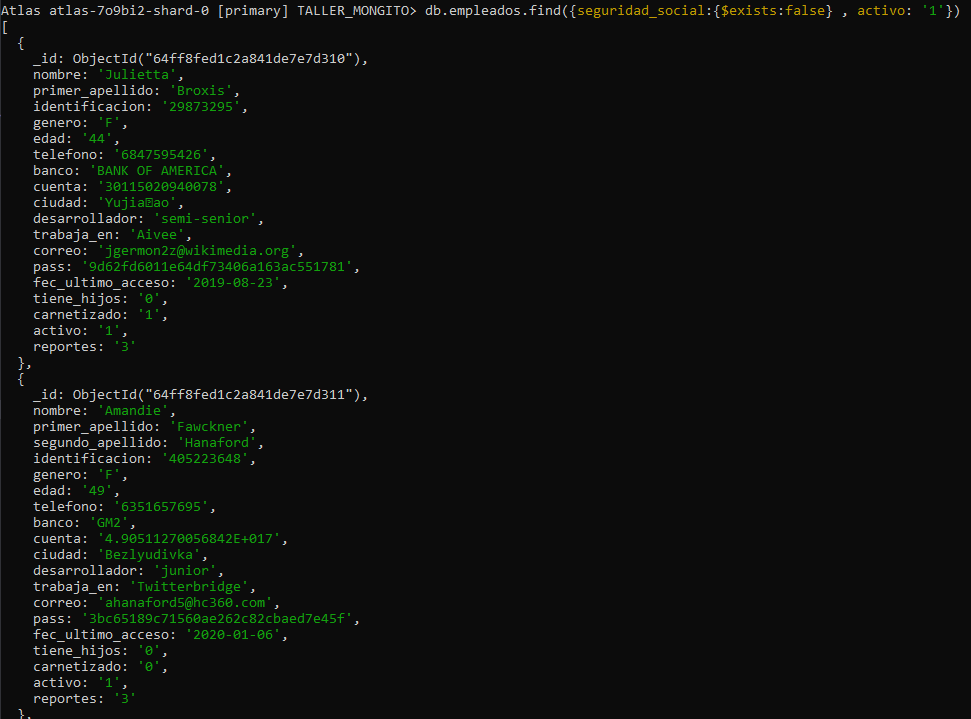 Atlas atlas-7o9bi2-shard-0 [primary] TALLER_MONGITO> db.empleados.find({seguridad_social:{$exists:false} , activo: '1'})
[
  {
    _id: ObjectId("64ff8fed1c2a841de7e7d310"),
    nombre: 'Julietta',
    primer_apellido: 'Broxis',
    identificacion: '29873295',
    genero: 'F',
    edad: '44',
    telefono: '6847595426',
    banco: 'BANK OF AMERICA',
    cuenta: '30115020940078',
    ciudad: 'Yujia�ao',
    desarrollador: 'semi-senior',
    trabaja_en: 'Aivee',
    correo: 'jgermon2z@wikimedia.org',
    pass: '9d62fd6011e64df73406a163ac551781',
    fec_ultimo_acceso: '2019-08-23',
    tiene_hijos: '0',
    carnetizado: '1',
    activo: '1',
    reportes: '3'
  },
  {
    _id: ObjectId("64ff8fed1c2a841de7e7d311"),
    nombre: 'Amandie',
    primer_apellido: 'Fawckner',
    segundo_apellido: 'Hanaford',
    identificacion: '405223648',
    genero: 'F',
    edad: '49',
    telefono: '6351657695',
    banco: 'GM2',
    cuenta: '4.90511270056842E+017',
    ciudad: 'Bezlyudivka',
    desarrollador: 'junior',
    trabaja_en: 'Twitterbridge',
    correo: 'ahanaford5@hc360.com',
    pass: '3bc65189c71560ae262c82cbaed7e45f',
    fec_ultimo_acceso: '2020-01-06',
    tiene_hijos: '0',
    carnetizado: '0',
    activo: '1',
    reportes: '3'
  },